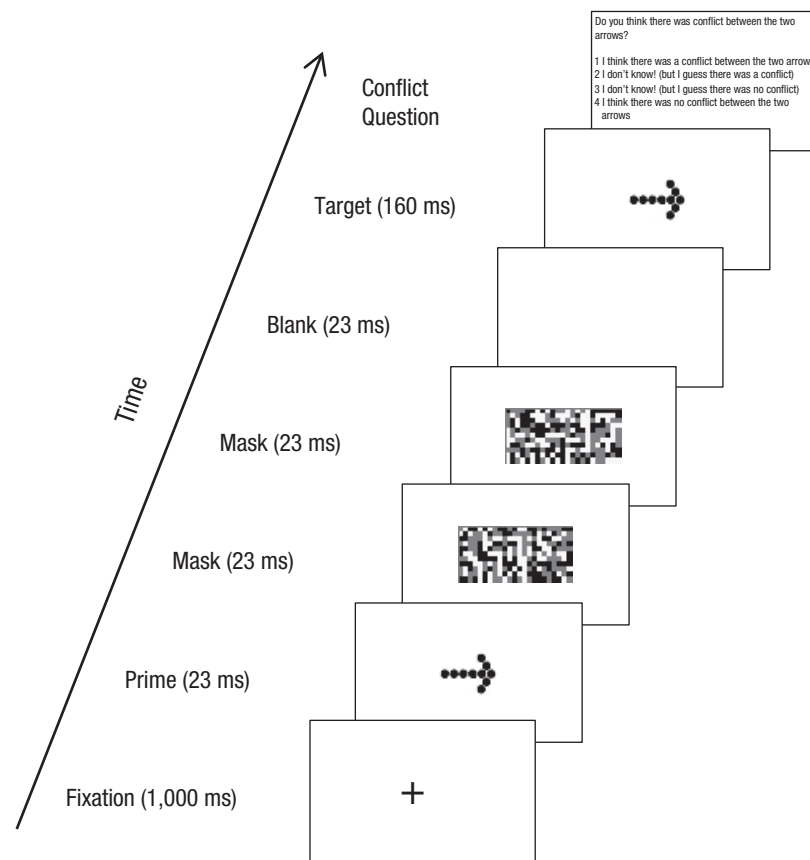 Do you think there was conflict between the two
arrows?
1 I think there was a conflict between the two arrow
2 I don't know! (but I guess there was a conflict)
3 I don't know! (but I guess there was no conflict)
4 I think there was no conflict between the two
arrows
Conflict
Question
Target (160 ms)
Blank (23 ms)
Time
Mask (23 ms)
Mask (23 ms)
Prime (23 ms)
Fixation (1,000 ms)
+